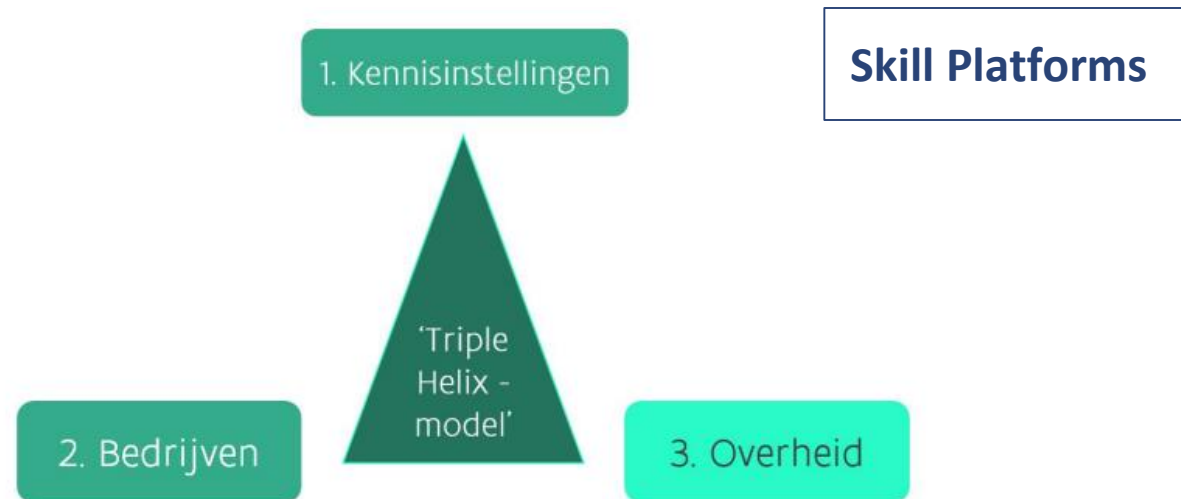 1. Kennisinstellingen
Skill Platforms
‘Triple
Helix -
model’
2. Bedrijven
3. Overheid